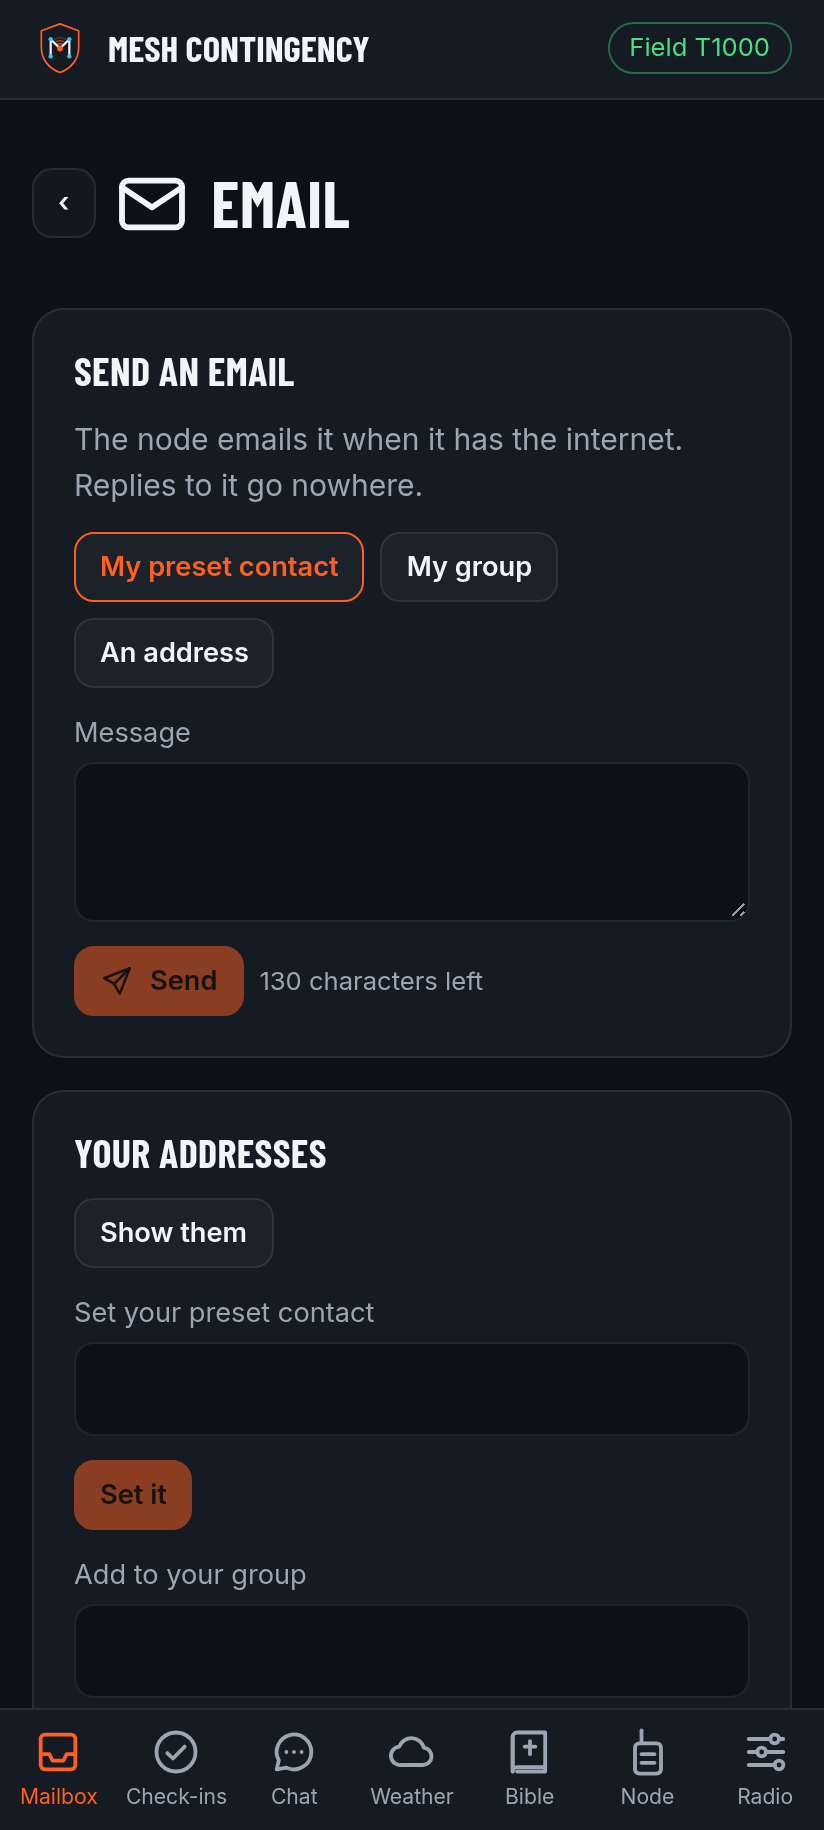 MESH CONTINGENCY
Field T1000
‹
EMAIL
SEND AN EMAIL
The node emails it when it has the internet.
Replies to it go nowhere.
My preset contact
My group
An address
Message
Send
130 characters left
YOUR ADDRESSES
Show them
Set your preset contact
Set it
Add to your group
Mailbox
Check-ins
Chat
Weather
Bible
Node
Radio